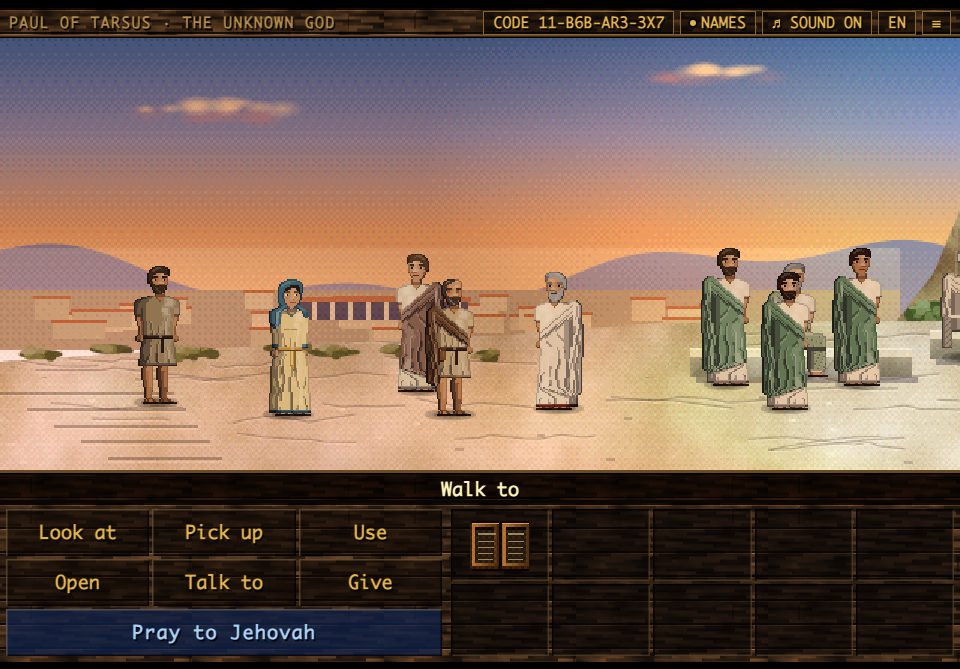 PAUL OF TARSUS · THE UNKNOWN GOD
CODE 11-B6B-AR3-3X7
• NAMES
♬ SOUND ON
EN
≡
Walk to
Look at
Pick up
Use
Open
Talk to
Give
Pray to Jehovah